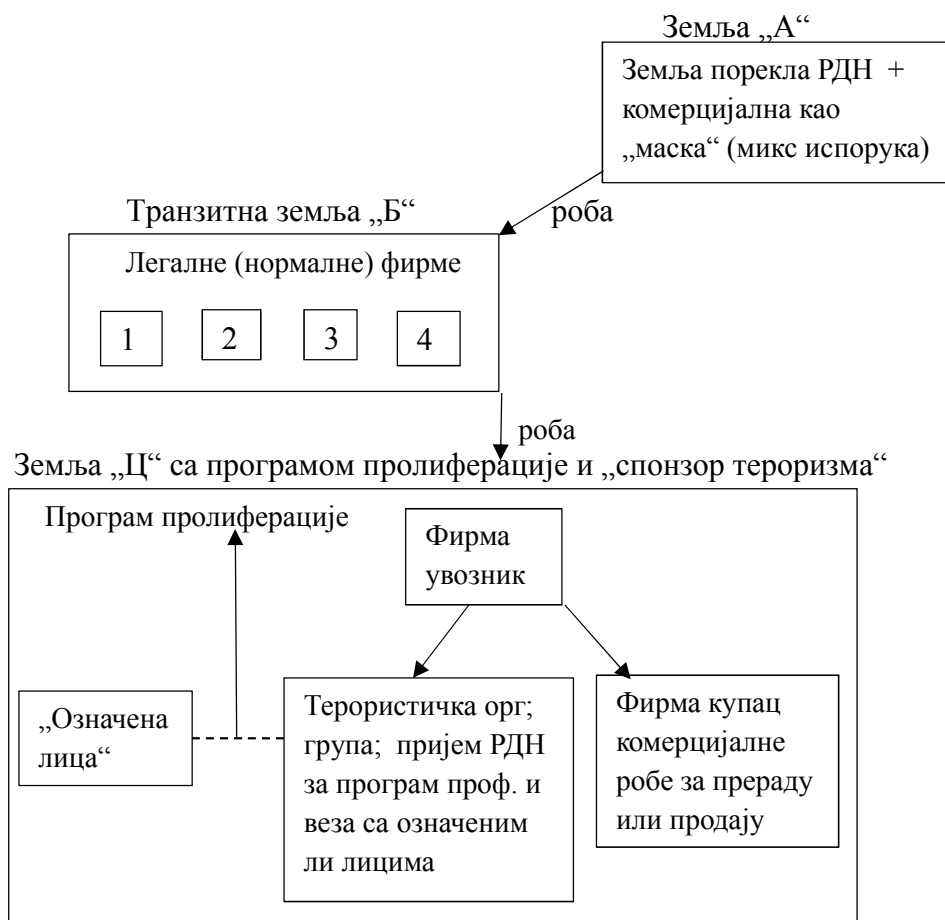 Земља „А“
Земља порекла РДН +
комерцијална као
„маска“ (микс испорука)
Транзитна земља „Б“
роба
Легалне (нормалне) фирме
1 2 3 4
роба
Земља „Ц“ са програмом пролиферације и „спонзор тероризма“
Програм пролиферације
Фирма
увозник
„Означена
лица“
Терористичка орг;
група; пријем РДН
за програм проф. и
веза са означеним
ли лицима
Фирма купац
комерцијалне
робе за прераду
или продају